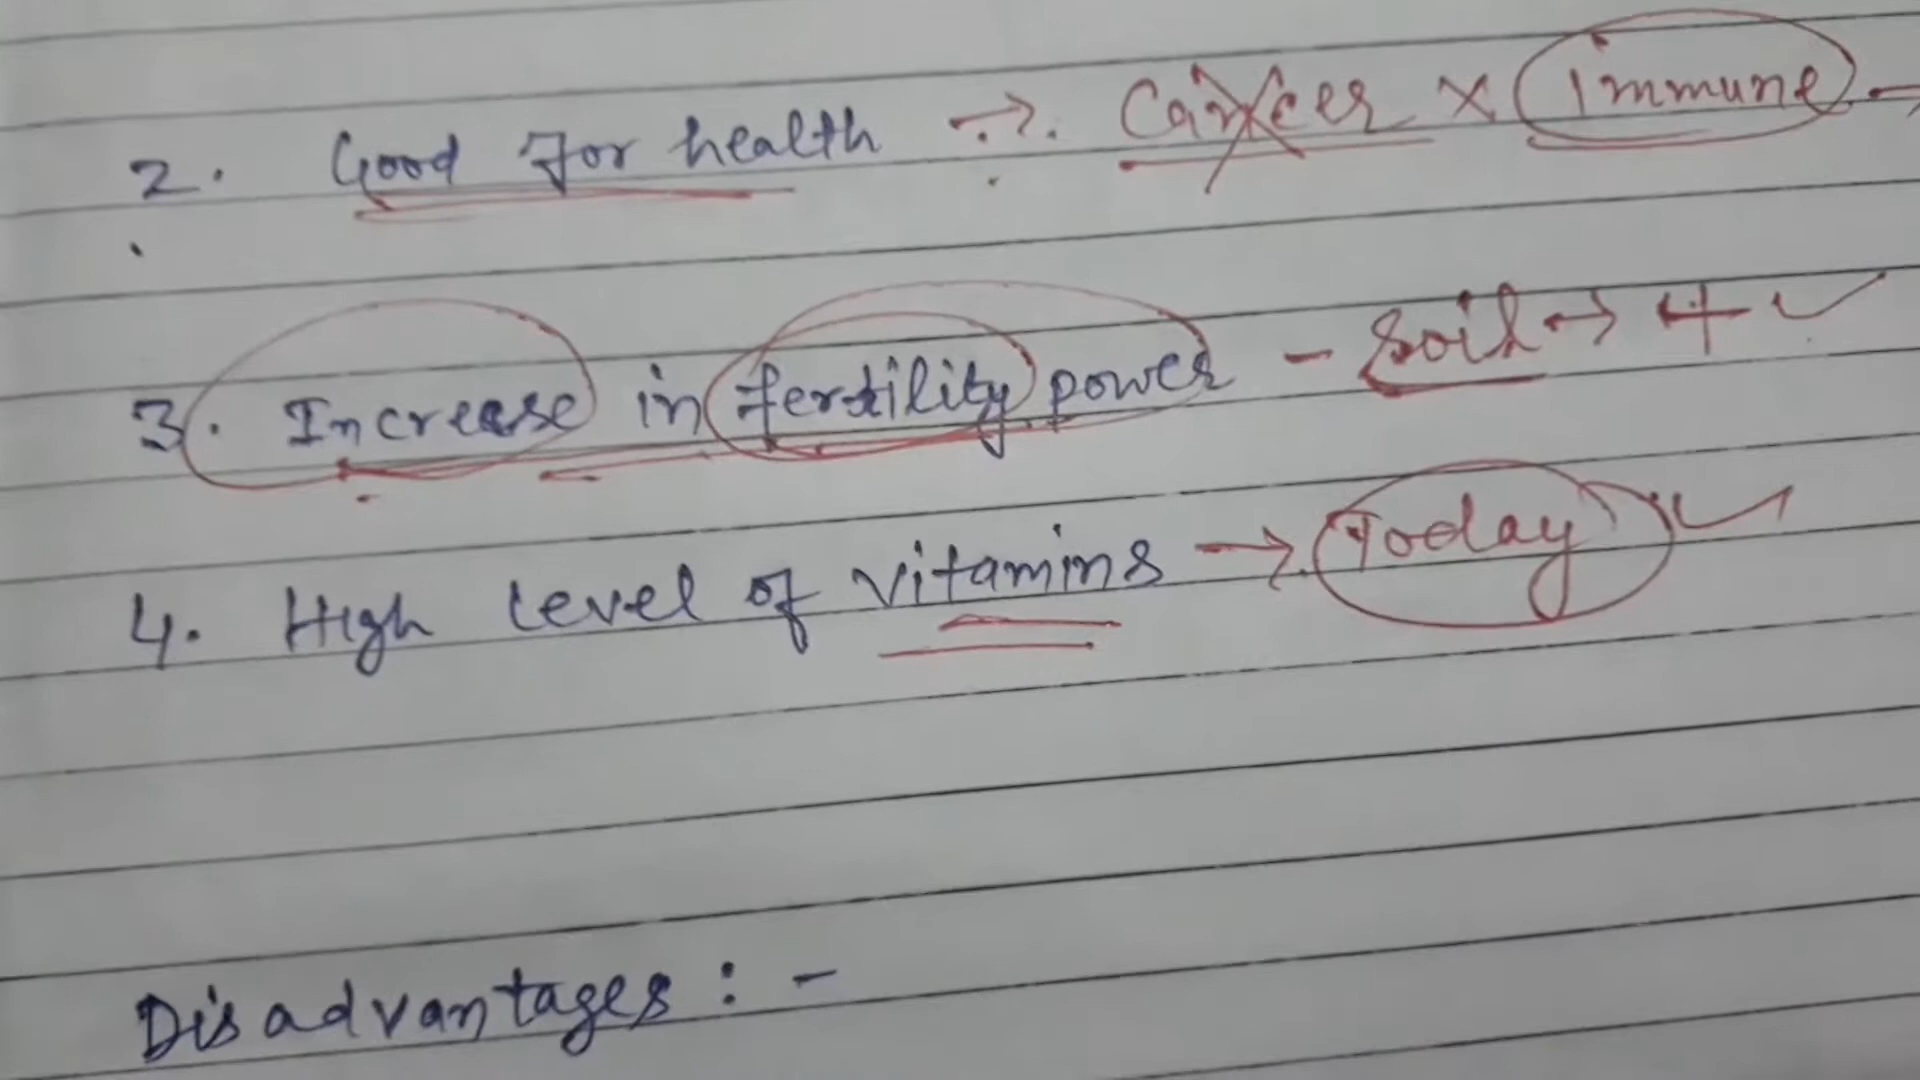 2. Good for health → Cancer × immune →
3. Increase in fertility power - Soil → + ✓
4. High level of vitamins → Today ✓
Disadvantages : -